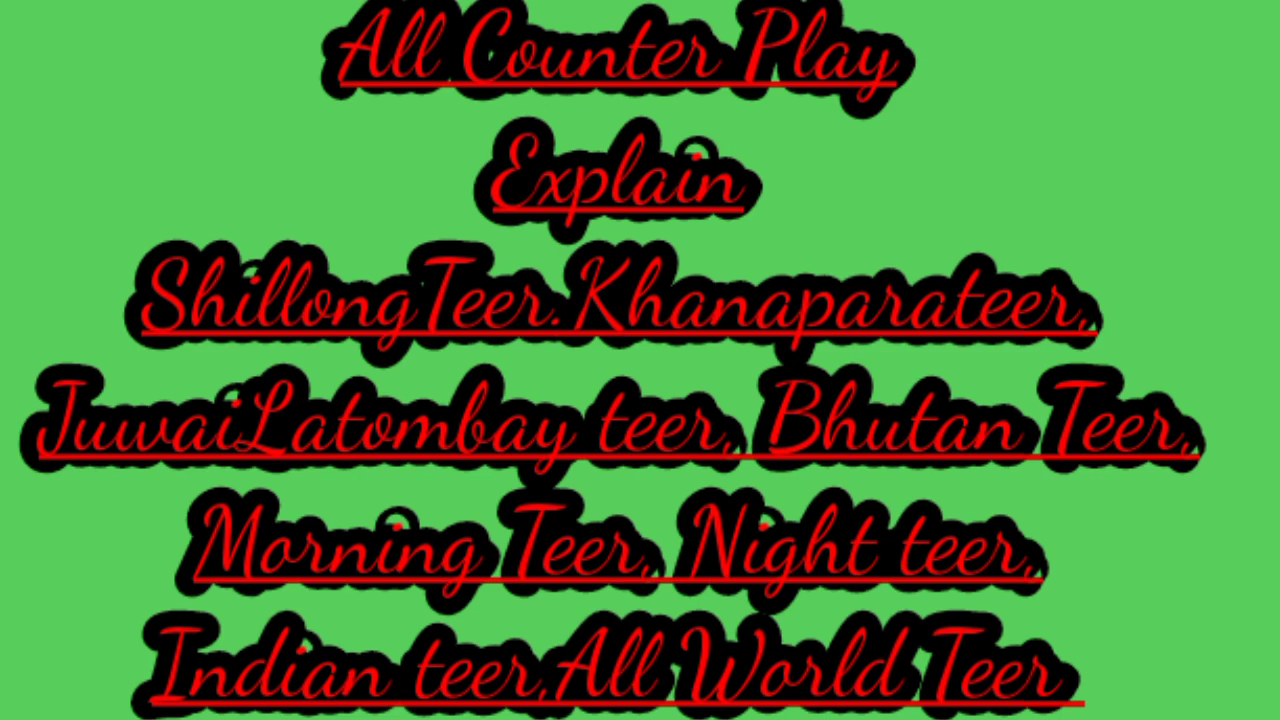 All Counter Play
Explain
ShillongTeer.Khanaparateer,
JuwaiLatombay teer, Bhutan Teer,
Morning Teer, Night teer,
Indian teer,All World Teer